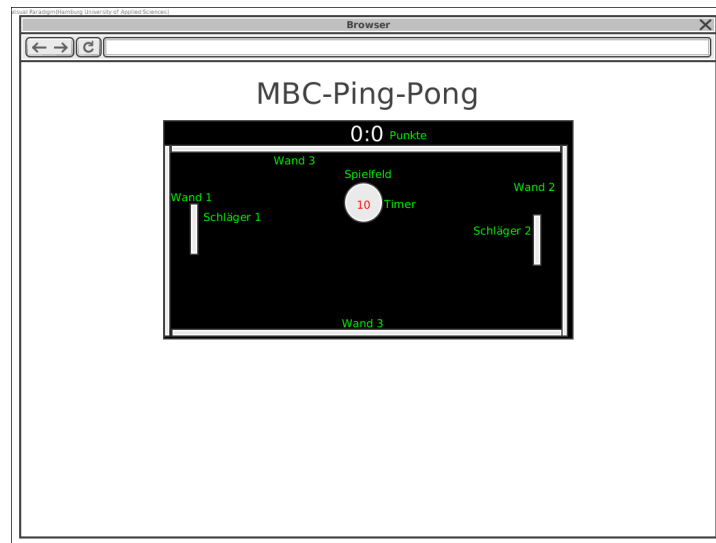 isual Paradigm(Hamburg University of Applied Sciences)
Browser
MBC-Ping-Pong
0:0 Punkte
Wand 3
Spielfeld
Wand 2
Wand 1
10 Timer
Schläger 1
Schläger 2
Wand 3